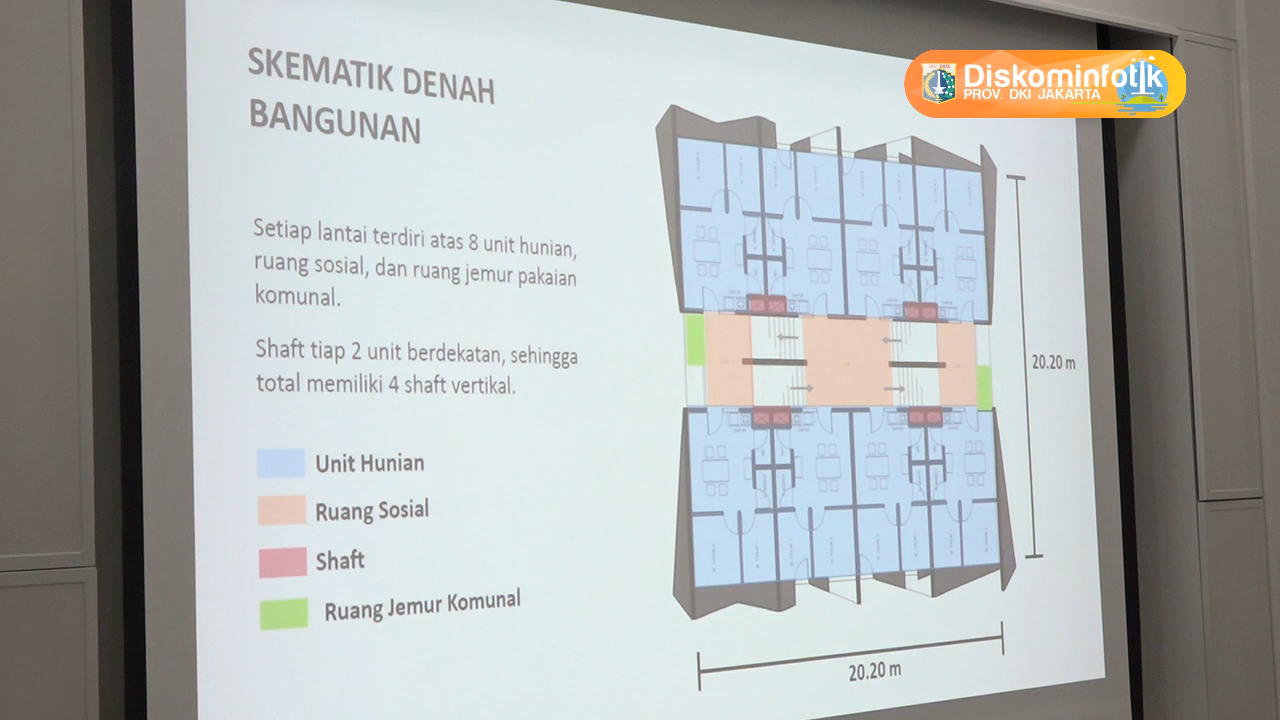 SKEMATIK DENAH
BANGUNAN
Setiap lantai terdiri atas 8 unit hunian,
ruang sosial, dan ruang jemur pakaian
komunal.
Shaft tiap 2 unit berdekatan, sehingga
total memiliki 4 shaft vertikal.
Unit Hunian
Ruang Sosial
Shaft
Ruang Jemur Komunal
20.20 m
20.20 m
Diskominfotik
PROV. DKI JAKARTA